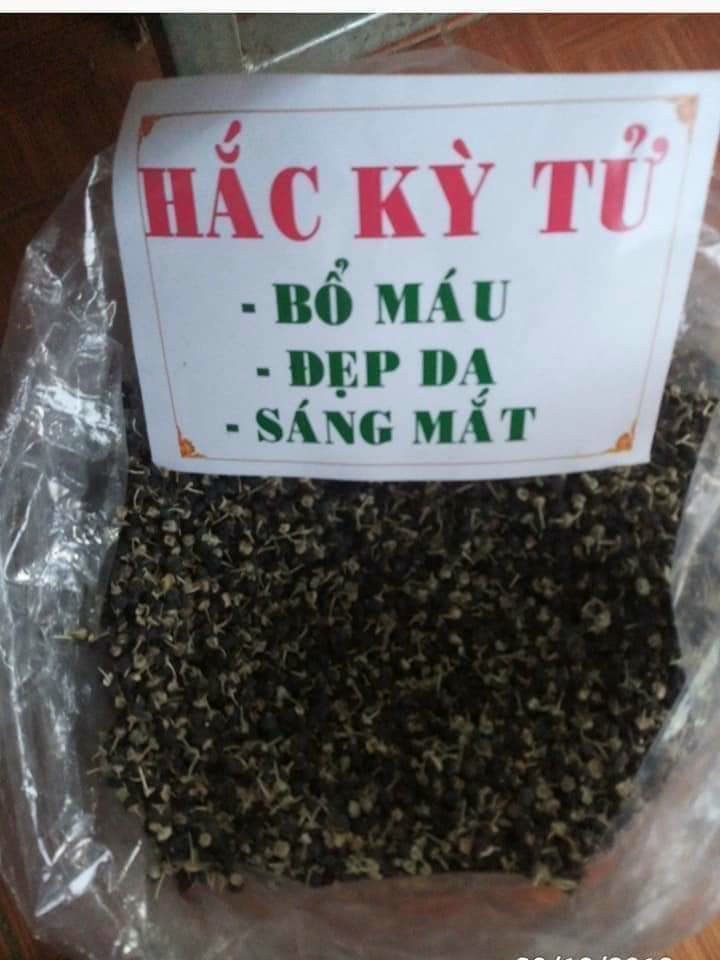 HẮC KỲ TỬ
- BỔ MÁU
- ĐẸP DA
- SÁNG MẮT